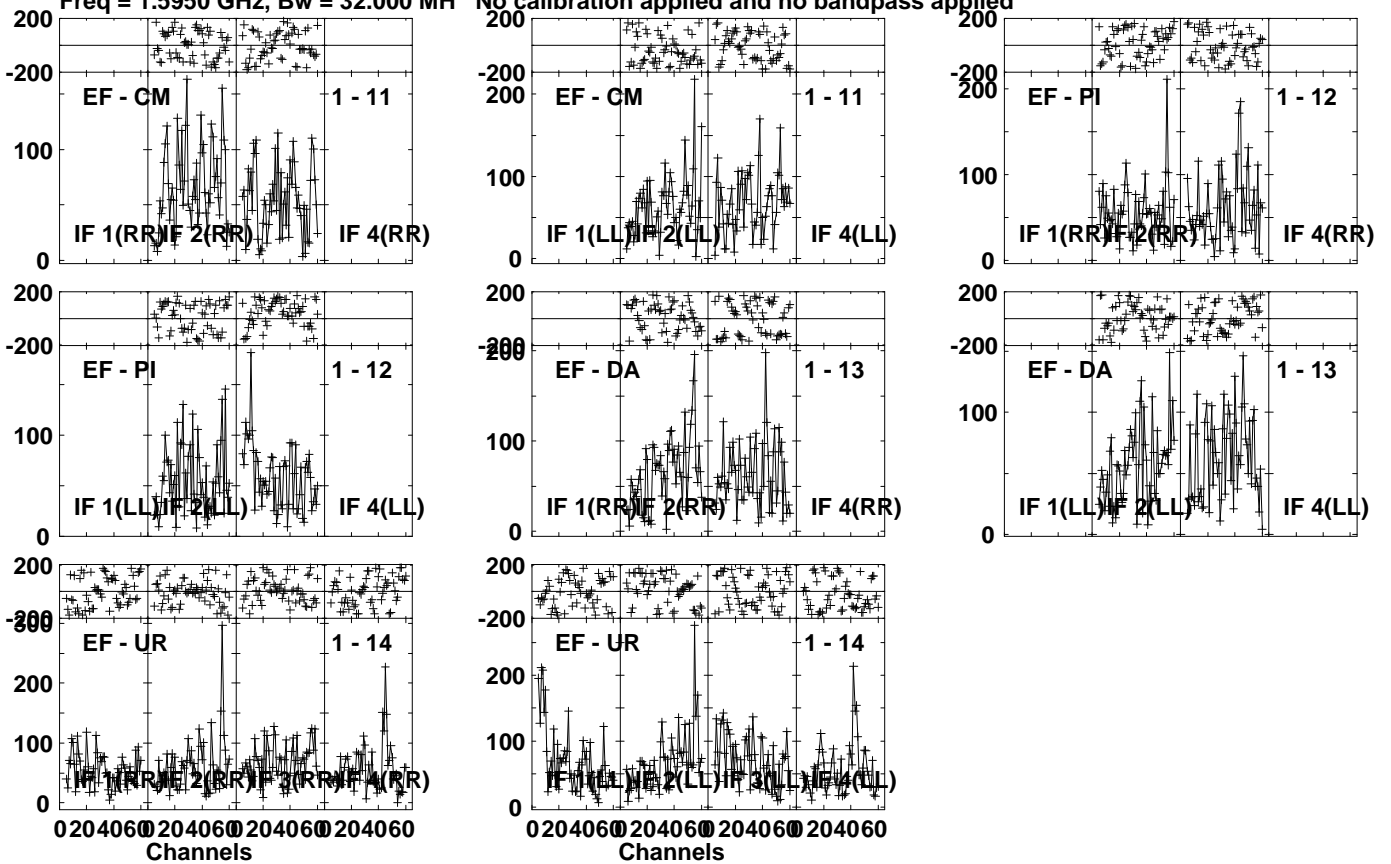 Freq = 1.5950 GHz, Bw = 32.000 MH No calibration applied and no bandpass applied
200
-200
EF - CM 1 - 11
100
IF 1(RR) IF 2(RR) IF 4(RR)
0
EF - CM 1 - 11
IF 1(LL) IF 2(LL) IF 4(LL)
200
200
100
0
200
-200
200
EF - PI 1 - 12
100
IF 1(RR) IF 2(RR) IF 4(RR)
0
200
-200
EF - PI 1 - 12
100
IF 1(LL) IF 2(LL) IF 4(LL)
0
200
-200
200
EF - DA 1 - 13
100
IF 1(RR) IF 2(RR) IF 4(RR)
0
200
-200
EF - DA 1 - 13
100
IF 1(LL) IF 2(LL) IF 4(LL)
0
200
-200
300
EF - UR 1 - 14
200
100
IF 1(RR) IF 2(RR) IF 3(RR) IF 4(RR)
0
0 20 40 60 0 20 40 60 0 20 40 60 0 20 40 60
Channels
200
-200
EF - UR 1 - 14
200
100
IF 1(LL) IF 2(LL) IF 3(LL) IF 4(LL)
0
0 20 40 60 0 20 40 60 0 20 40 60 0 20 40 60
Channels